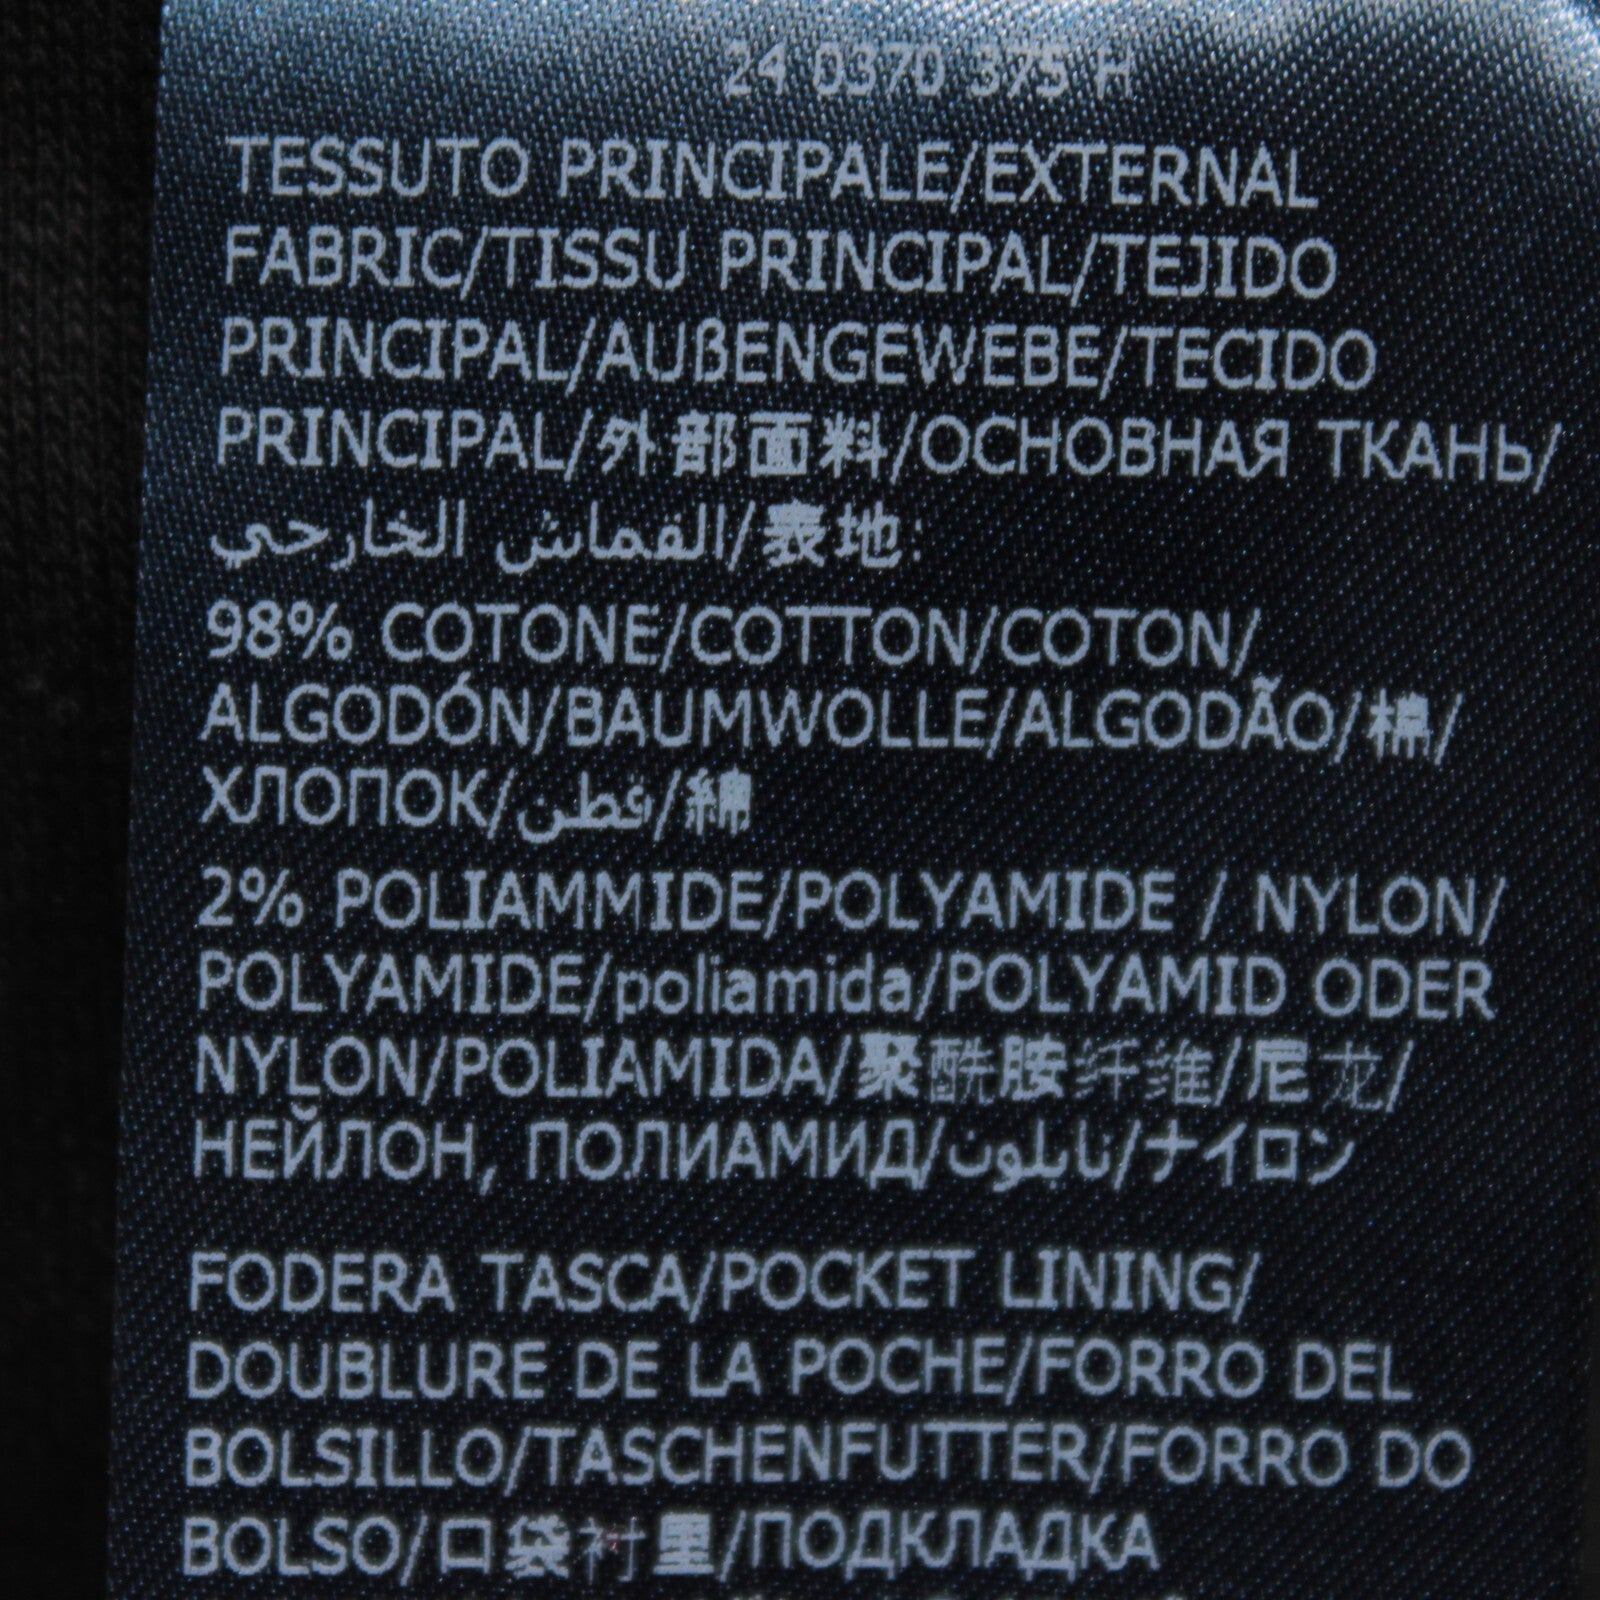 24 0370 375 H
TESSUTO PRINCIPALE/EXTERNAL
FABRIC/TISSU PRINCIPAL/TEJIDO
PRINCIPAL/AUßENGEWEBE/TECIDO
PRINCIPAL/外部面料/ОСНОВНАЯ ТКАНЬ/
القماش الخارجي/表地:
98% COTONE/COTTON/COTON/
ALGODÓN/BAUMWOLLE/ALGODÃO/棉/
ХЛОПОК/قطن/綿
2% POLIAMMIDE/POLYAMIDE / NYLON/
POLYAMIDE/poliamida/POLYAMID ODER
NYLON/POLIAMIDA/聚酰胺纤维/尼龙/
НЕЙЛОН, ПОЛИАМИД/نايلون/ナイロン
FODERA TASCA/POCKET LINING/
DOUBLURE DE LA POCHE/FORRO DEL
BOLSILLO/TASCHENFUTTER/FORRO DO
BOLSO/口袋衬里/ПОДКЛАДКА